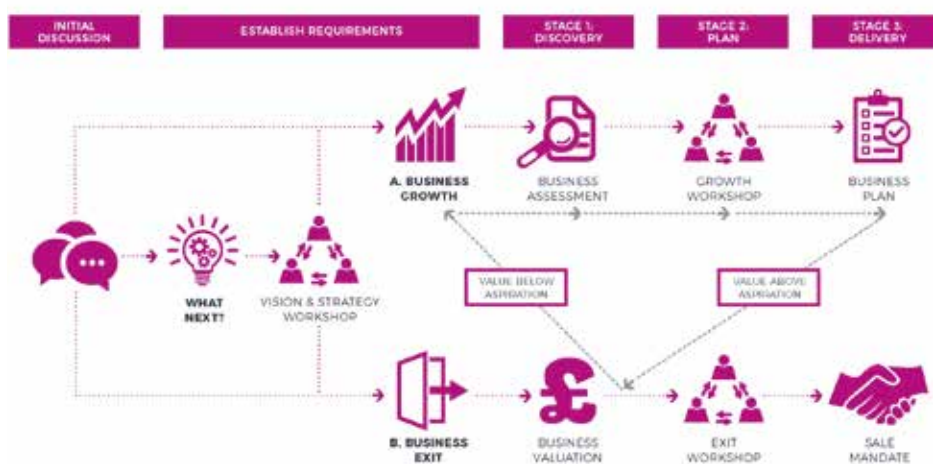 INITIAL
DISCUSSION
ESTABLISH REQUIREMENTS
STAGE 1:
DISCOVERY
STAGE 2:
PLAN
STAGE 3:
DELIVERY
A. BUSINESS
GROWTH
BUSINESS
ASSESSMENT
GROWTH
WORKSHOP
BUSINESS
PLAN
WHAT
NEXT?
VISION & STRATEGY
WORKSHOP
VALUE BELOW
ASPIRATION
VALUE ABOVE
ASPIRATION
£
B. BUSINESS
EXIT
BUSINESS
VALUATION
EXIT
WORKSHOP
SALE
MANDATE